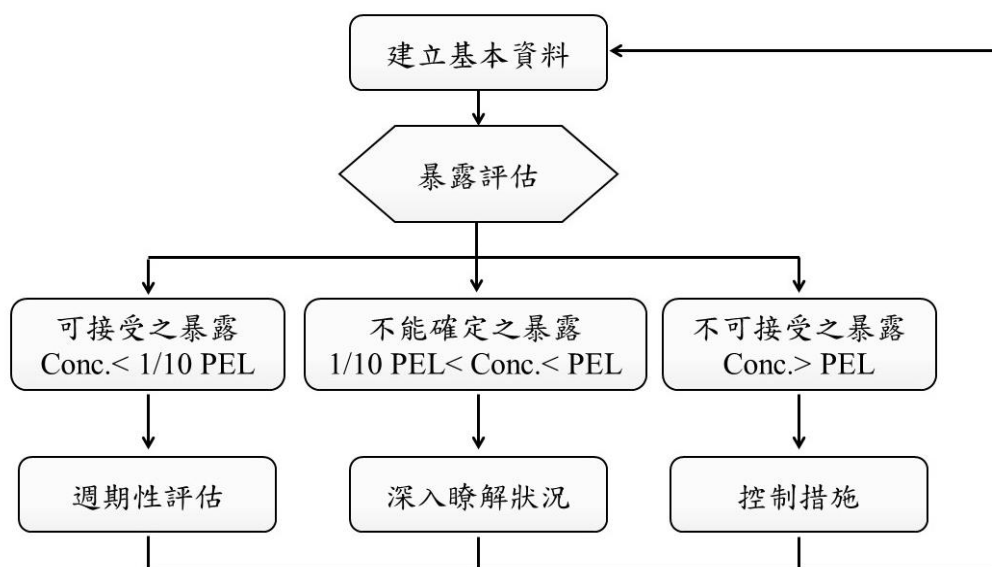 建立基本資料
暴露評估
可接受之暴露
Conc.< 1/10 PEL
不能確定之暴露
1/10 PEL< Conc.< PEL
不可接受之暴露
Conc.> PEL
週期性評估
深入瞭解狀況
控制措施